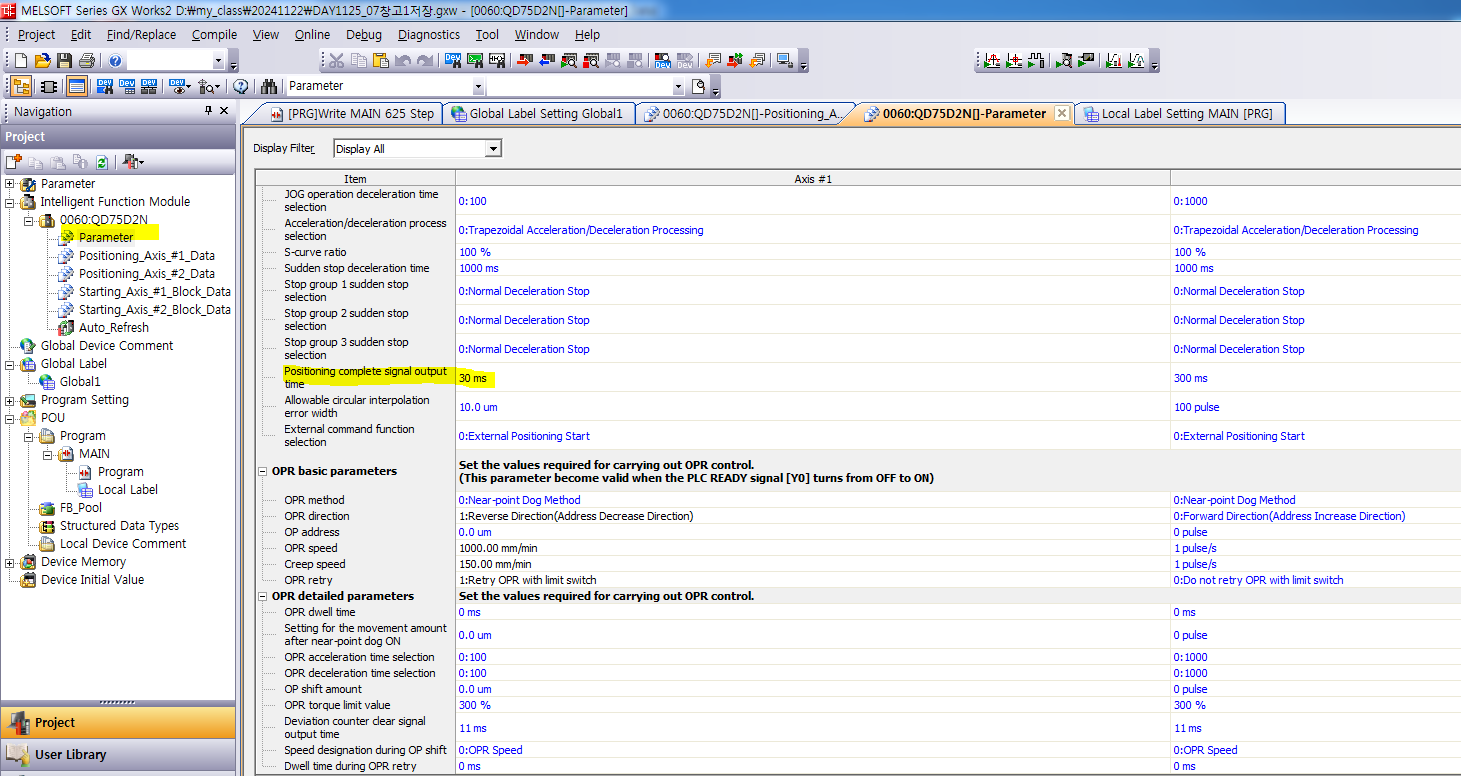 MELSOFT Series GX Works2 D:\my_class\20241122\DAY1125_07창고1저장.gxw - [0060:QD75D2N[]-Parameter]
Project Edit Find/Replace Compile View Online Debug Diagnostics Tool Window Help
Parameter
Navigation
[PRG]Write MAIN 625 Step
Global Label Setting Global1
0060:QD75D2N[]-Positioning_A...
0060:QD75D2N[]-Parameter
Local Label Setting MAIN [PRG]
Project
Parameter
Intelligent Function Module
0060:QD75D2N
Parameter
Positioning_Axis_#1_Data
Positioning_Axis_#2_Data
Starting_Axis_#1_Block_Data
Starting_Axis_#2_Block_Data
Auto_Refresh
Global Device Comment
Global Label
Global1
Program Setting
POU
Program
MAIN
Program
Local Label
FB_Pool
Structured Data Types
Local Device Comment
Device Memory
Device Initial Value
Project
User Library
Display Filter Display All
Item Axis #1
JOG operation deceleration time
selection
0:100 0:1000
Acceleration/deceleration process
selection
0:Trapezoidal Acceleration/Deceleration Processing 0:Trapezoidal Acceleration/Deceleration Processing
S-curve ratio 100 % 100 %
Sudden stop deceleration time 1000 ms 1000 ms
Stop group 1 sudden stop
selection
0:Normal Deceleration Stop 0:Normal Deceleration Stop
Stop group 2 sudden stop
selection
0:Normal Deceleration Stop 0:Normal Deceleration Stop
Stop group 3 sudden stop
selection
0:Normal Deceleration Stop 0:Normal Deceleration Stop
Positioning complete signal output
time
30 ms 300 ms
Allowable circular interpolation
error width
10.0 um 100 pulse
External command function
selection
0:External Positioning Start 0:External Positioning Start
OPR basic parameters
Set the values required for carrying out OPR control.
(This parameter become valid when the PLC READY signal [Y0] turns from OFF to ON)
OPR method 0:Near-point Dog Method 0:Near-point Dog Method
OPR direction 1:Reverse Direction(Address Decrease Direction) 0:Forward Direction(Address Increase Direction)
OP address 0.0 um 0 pulse
OPR speed 1000.00 mm/min 1 pulse/s
Creep speed 150.00 mm/min 1 pulse/s
OPR retry 1:Retry OPR with limit switch 0:Do not retry OPR with limit switch
OPR detailed parameters Set the values required for carrying out OPR control.
OPR dwell time 0 ms 0 ms
Setting for the movement amount
after near-point dog ON
0.0 um 0 pulse
OPR acceleration time selection 0:100 0:1000
OPR deceleration time selection 0:100 0:1000
OP shift amount 0.0 um 0 pulse
OPR torque limit value 300 % 300 %
Deviation counter clear signal
output time
11 ms 11 ms
Speed designation during OP shift 0:OPR Speed 0:OPR Speed
Dwell time during OPR retry 0 ms 0 ms